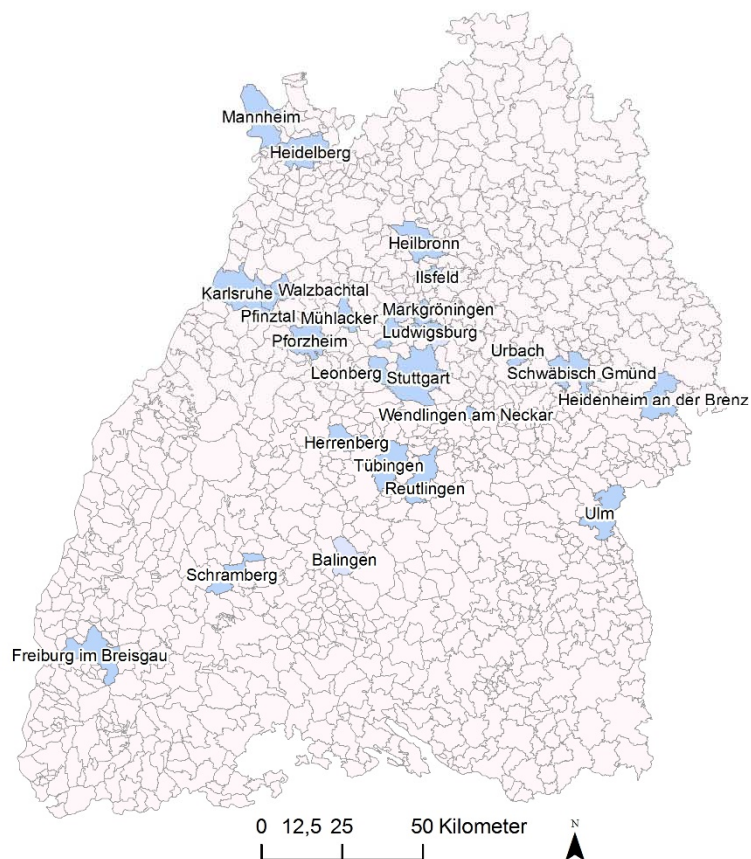 Mannheim
Heidelberg
Heilbronn
Ilsfeld
Karlsruhe
Walzbachtal
Pfinztal
Mühlacker
Markgröningen
Ludwigsburg
Pforzheim
Urbach
Leonberg
Stuttgart
Schwäbisch Gmünd
Heidenheim an der Brenz
Wendlingen am Neckar
Herrenberg
Tübingen
Reutlingen
Ulm
Balingen
Schramberg
Freiburg im Breisgau
0 12,5 25 50 Kilometer
N